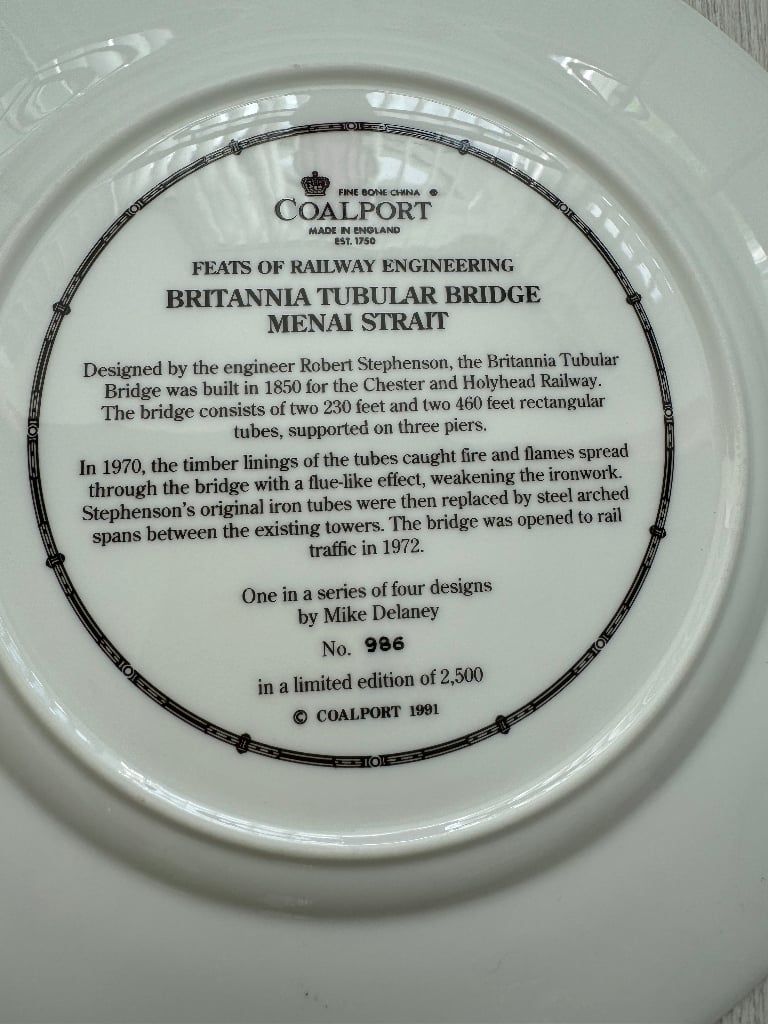 FINE BONE CHINA ®
COALPORT
MADE IN ENGLAND
EST. 1750
FEATS OF RAILWAY ENGINEERING
BRITANNIA TUBULAR BRIDGE
MENAI STRAIT
Designed by the engineer Robert Stephenson, the Britannia Tubular
Bridge was built in 1850 for the Chester and Holyhead Railway.
The bridge consists of two 230 feet and two 460 feet rectangular
tubes, supported on three piers.
In 1970, the timber linings of the tubes caught fire and flames spread
through the bridge with a flue-like effect, weakening the ironwork.
Stephenson's original iron tubes were then replaced by steel arched
spans between the existing towers. The bridge was opened to rail
traffic in 1972.
One in a series of four designs
by Mike Delaney
No. 986
in a limited edition of 2,500
© COALPORT 1991